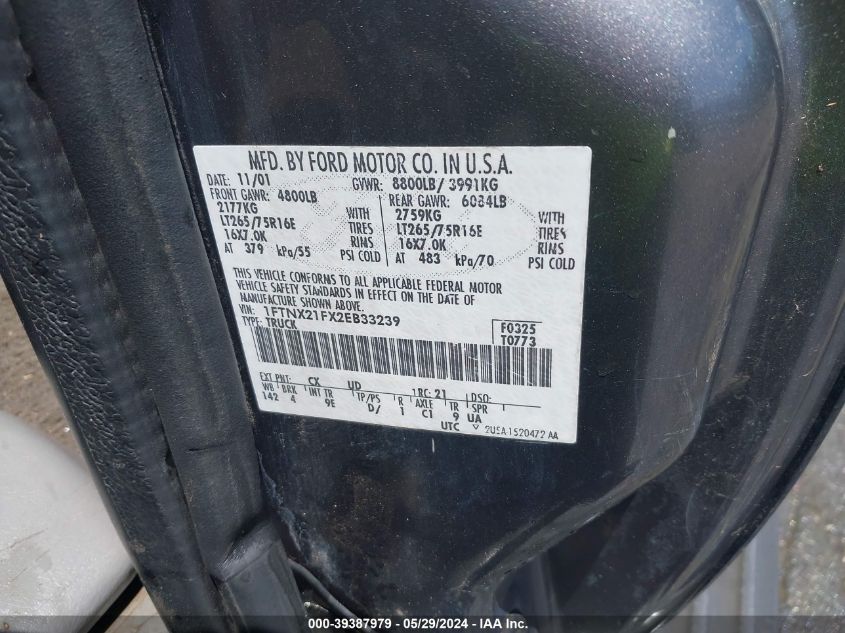 MFD. BY FORD MOTOR CO. IN U.S.A.
DATE: 11/01 GVWR: 8800LB/ 3991KG
FRONT GAWR: 4800LB REAR GAWR: 6084LB
2177KG WITH 2759KG WITH
LT265/75R16E TIRES LT265/75R16E TIRES
16X7.0K RIMS 16X7.0K RIMS
AT 379 kPa/55 PSI COLD AT 483 kPa/70 PSI COLD
THIS VEHICLE CONFORMS TO ALL APPLICABLE FEDERAL MOTOR
VEHICLE SAFETY STANDARDS IN EFFECT ON THE DATE OF
MANUFACTURE SHOWN ABOVE.
VIN: 1FTNX21FX2EB33239
TYPE: TRUCK
F0325
T0773
EXT PNT: CX UD RC: 21 DSO:
WB BRK INT TR TP/PS R AXLE TR SPR
142 4 9E D/ 1 C1 9 UA
UTC 2USA-1520472 AA
000-39387979 - 05/29/2024 - IAA Inc.